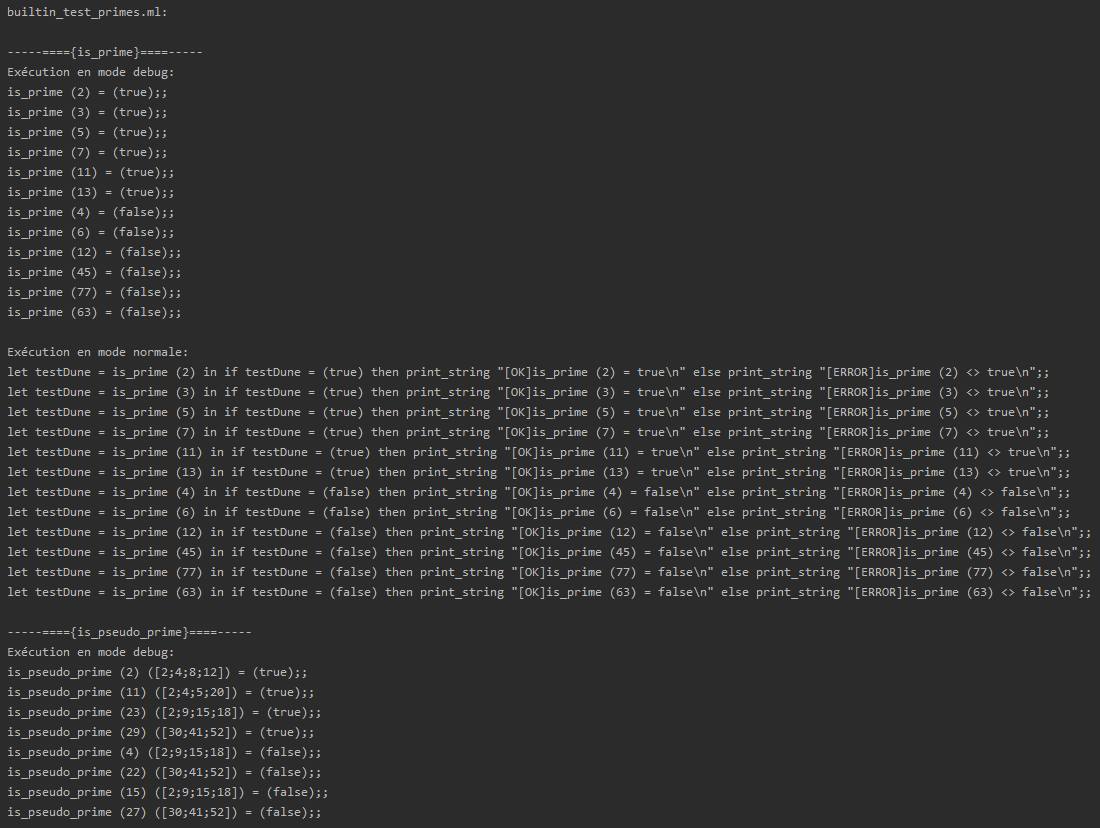 builtin_test_primes.ml:
-----===={is_prime}====-----
Exécution en mode debug:
is_prime (2) = (true);;
is_prime (3) = (true);;
is_prime (5) = (true);;
is_prime (7) = (true);;
is_prime (11) = (true);;
is_prime (13) = (true);;
is_prime (4) = (false);;
is_prime (6) = (false);;
is_prime (12) = (false);;
is_prime (45) = (false);;
is_prime (77) = (false);;
is_prime (63) = (false);;
Exécution en mode normale:
let testDune = is_prime (2) in if testDune = (true) then print_string "[OK]is_prime (2) = true\n" else print_string "[ERROR]is_prime (2) <> true\n";;
let testDune = is_prime (3) in if testDune = (true) then print_string "[OK]is_prime (3) = true\n" else print_string "[ERROR]is_prime (3) <> true\n";;
let testDune = is_prime (5) in if testDune = (true) then print_string "[OK]is_prime (5) = true\n" else print_string "[ERROR]is_prime (5) <> true\n";;
let testDune = is_prime (7) in if testDune = (true) then print_string "[OK]is_prime (7) = true\n" else print_string "[ERROR]is_prime (7) <> true\n";;
let testDune = is_prime (11) in if testDune = (true) then print_string "[OK]is_prime (11) = true\n" else print_string "[ERROR]is_prime (11) <> true\n";;
let testDune = is_prime (13) in if testDune = (true) then print_string "[OK]is_prime (13) = true\n" else print_string "[ERROR]is_prime (13) <> true\n";;
let testDune = is_prime (4) in if testDune = (false) then print_string "[OK]is_prime (4) = false\n" else print_string "[ERROR]is_prime (4) <> false\n";;
let testDune = is_prime (6) in if testDune = (false) then print_string "[OK]is_prime (6) = false\n" else print_string "[ERROR]is_prime (6) <> false\n";;
let testDune = is_prime (12) in if testDune = (false) then print_string "[OK]is_prime (12) = false\n" else print_string "[ERROR]is_prime (12) <> false\n";;
let testDune = is_prime (45) in if testDune = (false) then print_string "[OK]is_prime (45) = false\n" else print_string "[ERROR]is_prime (45) <> false\n";;
let testDune = is_prime (77) in if testDune = (false) then print_string "[OK]is_prime (77) = false\n" else print_string "[ERROR]is_prime (77) <> false\n";;
let testDune = is_prime (63) in if testDune = (false) then print_string "[OK]is_prime (63) = false\n" else print_string "[ERROR]is_prime (63) <> false\n";;
-----===={is_pseudo_prime}====-----
Exécution en mode debug:
is_pseudo_prime (2) ([2;4;8;12]) = (true);;
is_pseudo_prime (11) ([2;4;5;20]) = (true);;
is_pseudo_prime (23) ([2;9;15;18]) = (true);;
is_pseudo_prime (29) ([30;41;52]) = (true);;
is_pseudo_prime (4) ([2;9;15;18]) = (false);;
is_pseudo_prime (22) ([30;41;52]) = (false);;
is_pseudo_prime (15) ([2;9;15;18]) = (false);;
is_pseudo_prime (27) ([30;41;52]) = (false);;